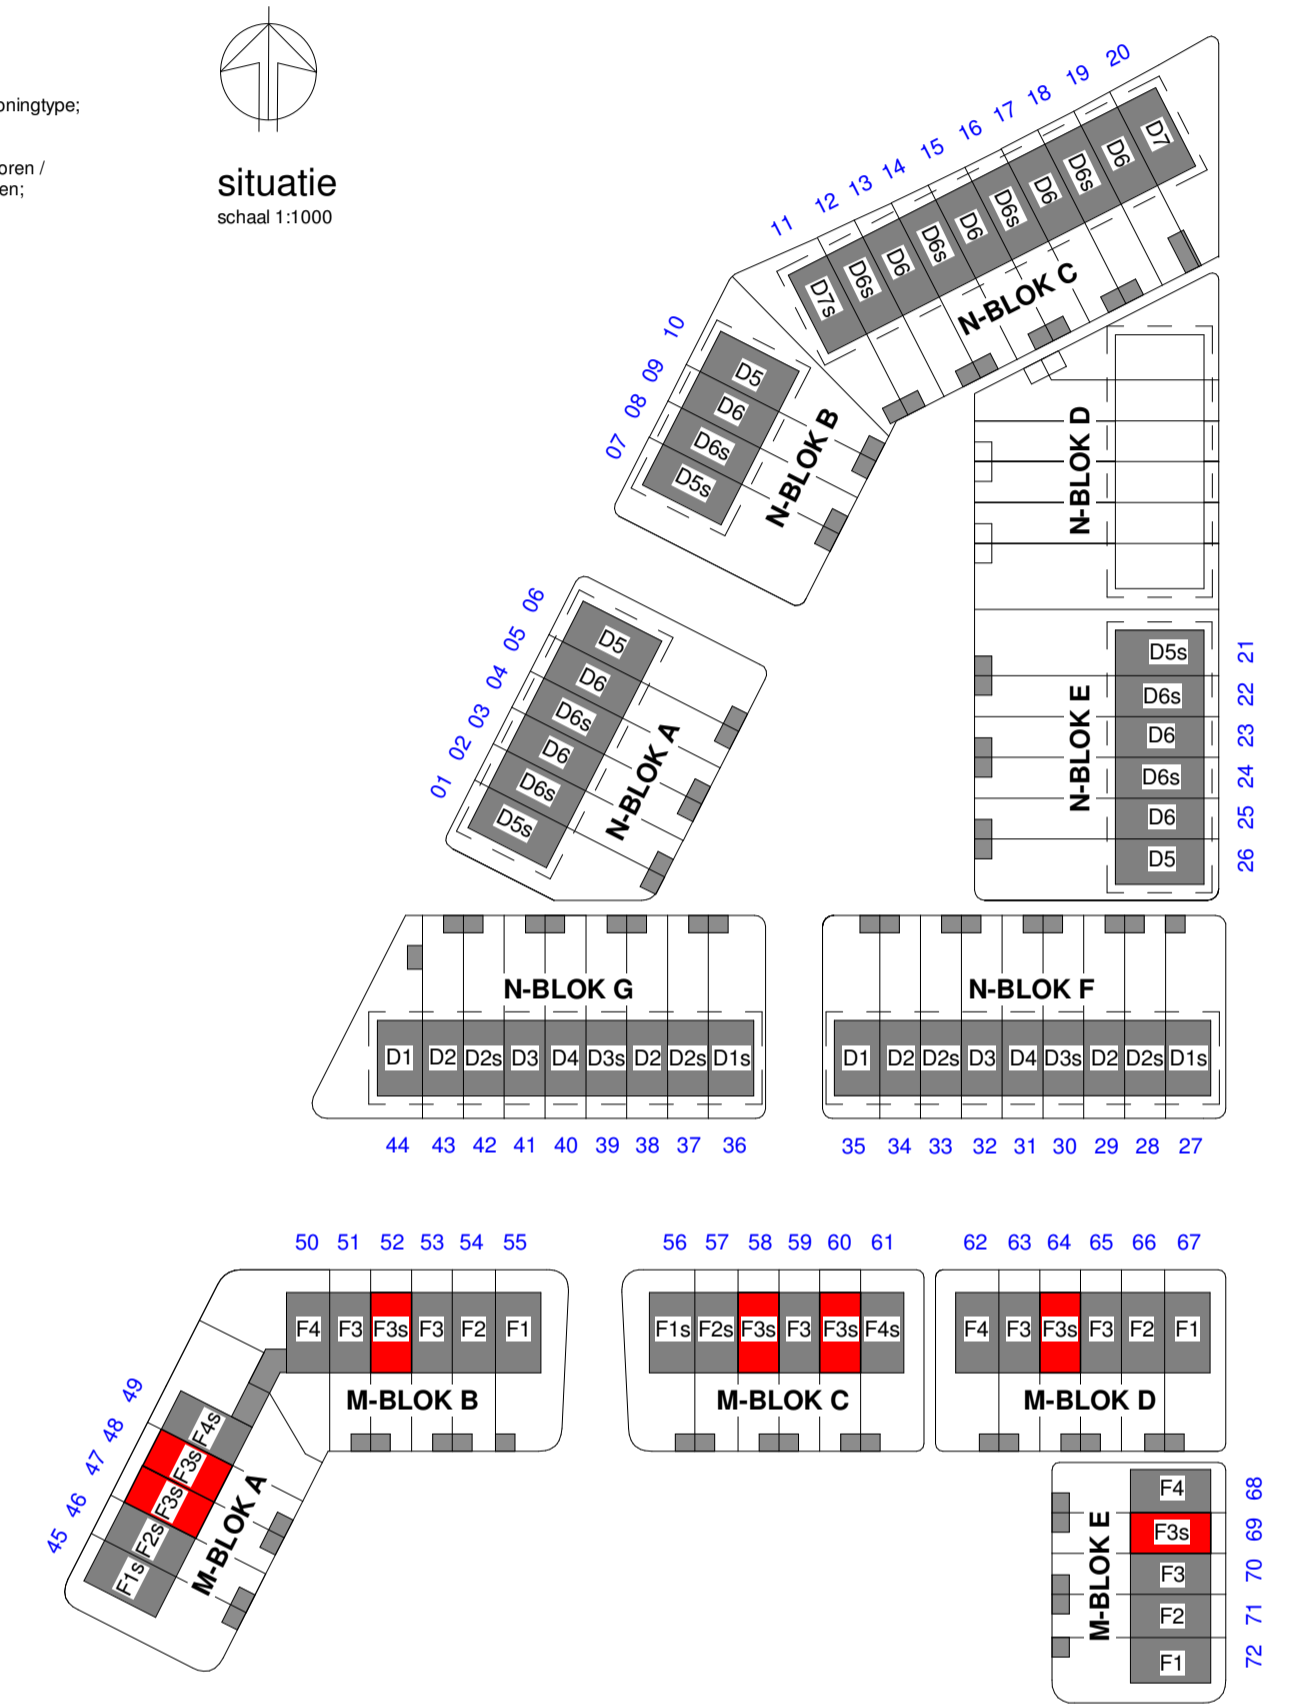 oningtype;
oren /
en;
situatie
schaal 1:1000
11 12 13 14 15 16 17 18 19 20
D7s D6s D6 D6s D6 D6s D6 D6s D6 D7
N-BLOK C
07 08 09 10
D5
D6
D6s
D5s
N-BLOK B
N-BLOK D
01 02 03 04 05 06
D5
D6
D6s
D6
D6s
D5s
N-BLOK A
N-BLOK E
D5s 21
D6s 22
D6 23
D6s 24
D6 25
D5 26
N-BLOK G
D1 D2 D2s D3 D4 D3s D2 D2s D1s
44 43 42 41 40 39 38 37 36
N-BLOK F
D1 D2 D2s D3 D4 D3s D2 D2s D1s
35 34 33 32 31 30 29 28 27
50 51 52 53 54 55
F4 F3 F3s F3 F2 F1
M-BLOK B
56 57 58 59 60 61
F1s F2s F3s F3 F3s F4s
M-BLOK C
62 63 64 65 66 67
F4 F3 F3s F3 F2 F1
M-BLOK D
45 46 47 48 49
F4s
F3s
F3s
F2s
F1s
M-BLOK A
M-BLOK E
F4 68
F3s 69
F3 70
F2 71
F1 72